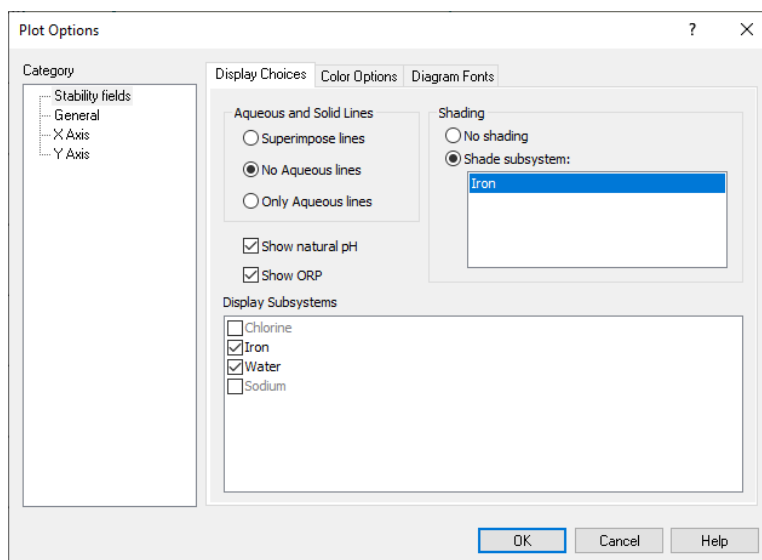 Plot Options
?
Category
Stability fields
General
X Axis
Y Axis
Display Choices
Color Options
Diagram Fonts
Aqueous and Solid Lines
Superimpose lines
No Aqueous lines
Only Aqueous lines
Show natural pH
Show ORP
Shading
No shading
Shade subsystem:
Iron
Display Subsystems
Chlorine
Iron
Water
Sodium
OK
Cancel
Help